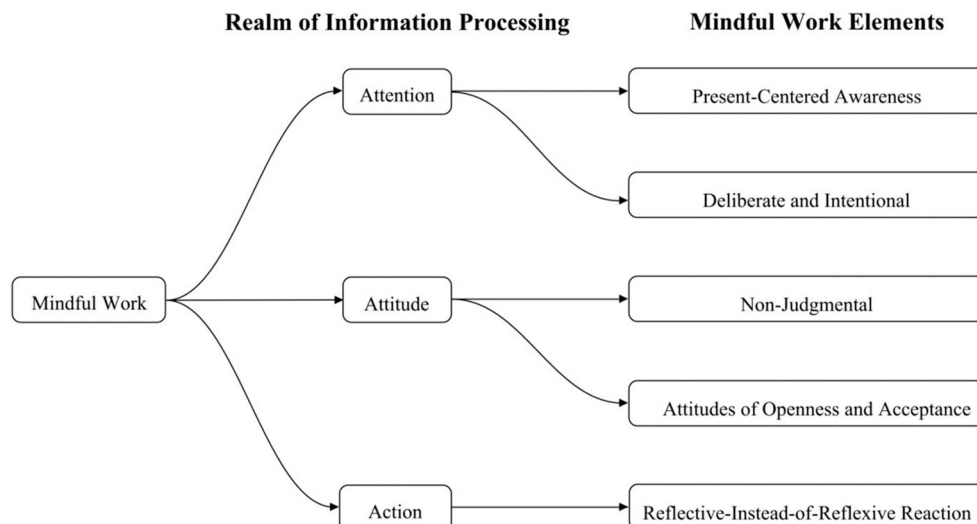 Realm of Information Processing
Mindful Work Elements
Attention
Present-Centered Awareness
Deliberate and Intentional
Mindful Work
Attitude
Non-Judgmental
Attitudes of Openness and Acceptance
Action
Reflective-Instead-of-Reflexive Reaction